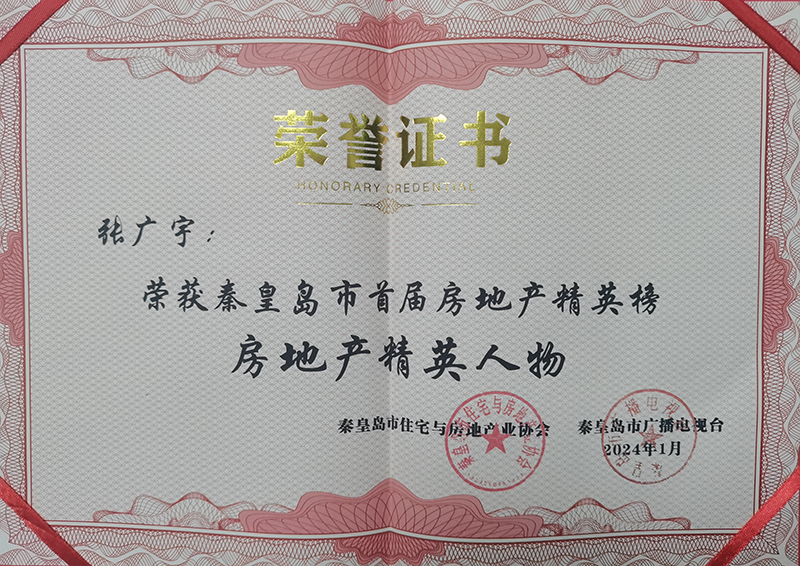 荣誉证书
HONORARY CREDENTIAL
张广宇：
荣获秦皇岛市首届房地产精英榜
房地产精英人物
秦皇岛市住宅与房地产业协会 秦皇岛市广播电视台
2024年1月